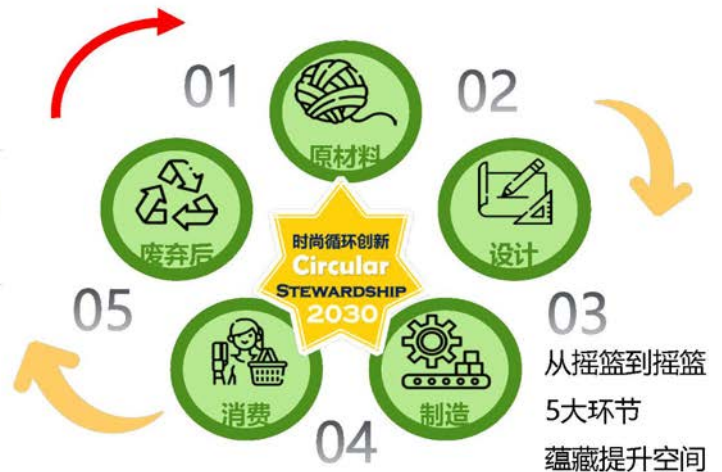 01
原材料
02
设计
03
制造
04
消费
05
废弃后
时尚循环创新
Circular
STEWARDSHIP
2030
从摇篮到摇篮
5大环节
蕴藏提升空间